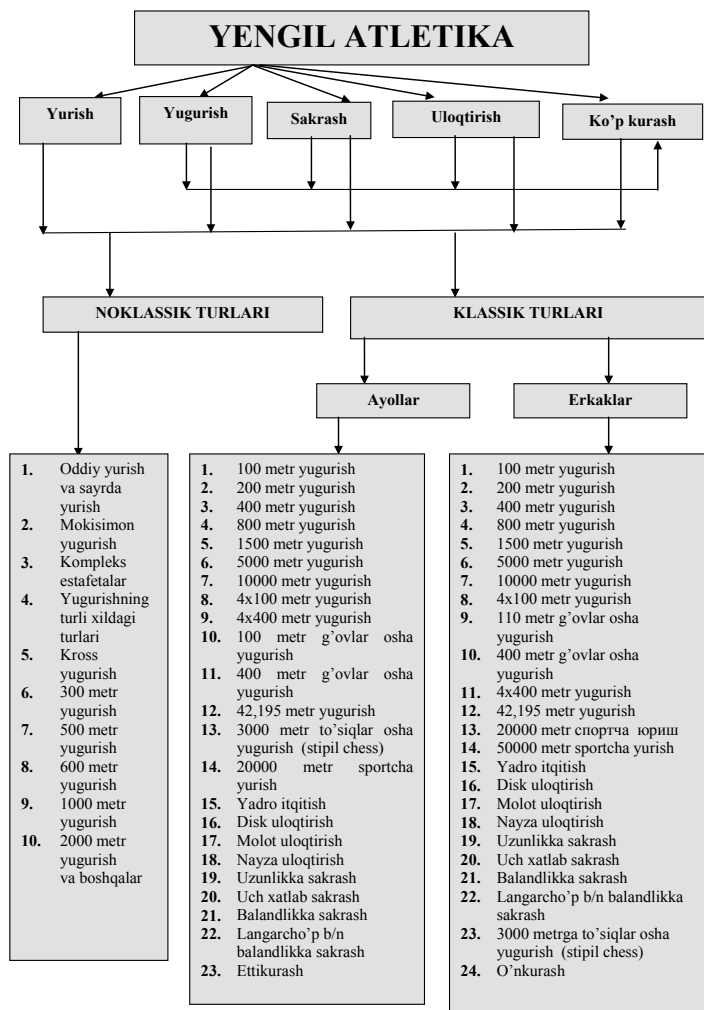 YENGIL ATLETIKA
Yurish
Yugurish
Sakrash
Uloqtirish
Ko’p kurash
NOKLASSIK TURLARI
KLASSIK TURLARI
Ayollar
Erkaklar
1. Oddiy yurish
va sayrda
yurish
2. Mokisimon
yugurish
3. Kompleks
estafetalar
4. Yugurishning
turli xildagi
turlari
5. Kross
yugurish
6. 300 metr
yugurish
7. 500 metr
yugurish
8. 600 metr
yugurish
9. 1000 metr
yugurish
10. 2000 metr
yugurish
va boshqalar
1. 100 metr yugurish
2. 200 metr yugurish
3. 400 metr yugurish
4. 800 metr yugurish
5. 1500 metr yugurish
6. 5000 metr yugurish
7. 10000 metr yugurish
8. 4x100 metr yugurish
9. 4x400 metr yugurish
10. 100 metr g’ovlar osha
yugurish
11. 400 metr g’ovlar osha
yugurish
12. 42,195 metr yugurish
13. 3000 metr to’siqlar osha
yugurish (stipil chess)
14. 20000 metr sportcha
yurish
15. Yadro itqitish
16. Disk uloqtirish
17. Molot uloqtirish
18. Nayza uloqtirish
19. Uzunlikka sakrash
20. Uch xatlab sakrash
21. Balandlikka sakrash
22. Langarcho’p b/n
balandlikka sakrash
23. Ettikurash
1. 100 metr yugurish
2. 200 metr yugurish
3. 400 metr yugurish
4. 800 metr yugurish
5. 1500 metr yugurish
6. 5000 metr yugurish
7. 10000 metr yugurish
8. 4x100 metr yugurish
9. 110 metr g’ovlar osha
yugurish
10. 400 metr g’ovlar osha
yugurish
11. 4x400 metr yugurish
12. 42,195 metr yugurish
13. 20000 metr спортча юриш
14. 50000 metr sportcha yurish
15. Yadro itqitish
16. Disk uloqtirish
17. Molot uloqtirish
18. Nayza uloqtirish
19. Uzunlikka sakrash
20. Uch xatlab sakrash
21. Balandlikka sakrash
22. Langarcho’p b/n balandlikka
sakrash
23. 3000 metrga to’siqlar osha
yugurish (stipil chess)
24. O’nkurash